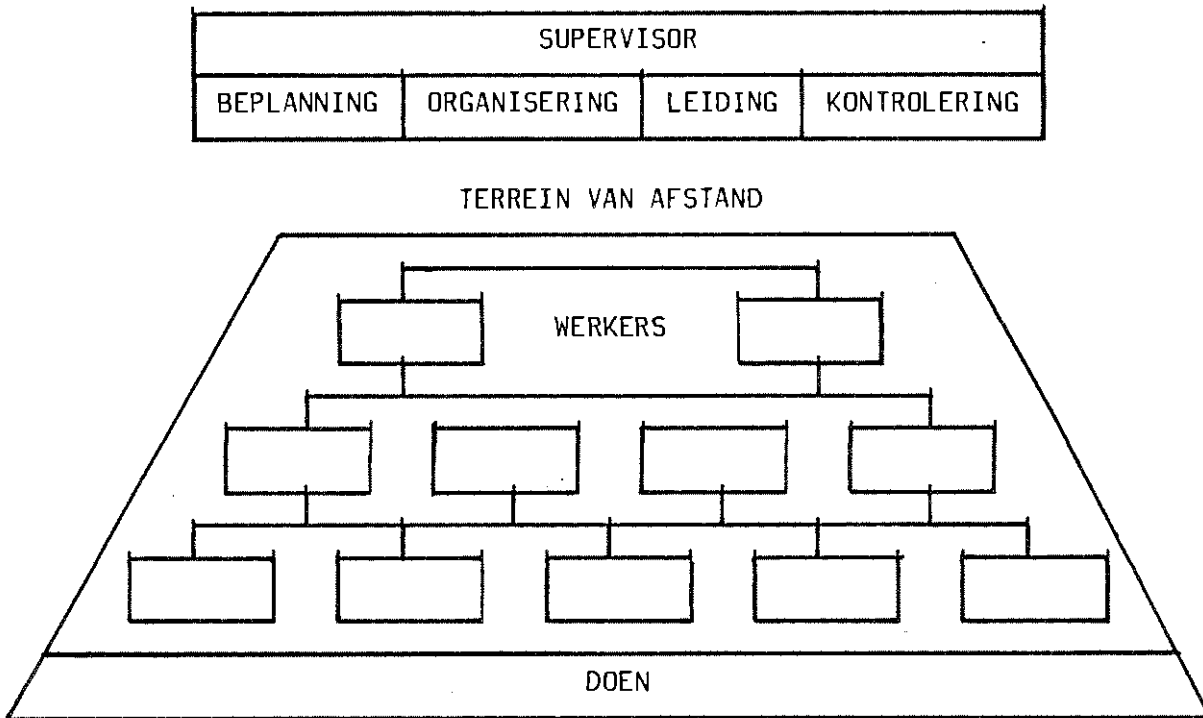 SUPERVISOR
BEPLANNING ORGANISERING LEIDING KONTROLERING
TERREIN VAN AFSTAND
WERKERS
DOEN